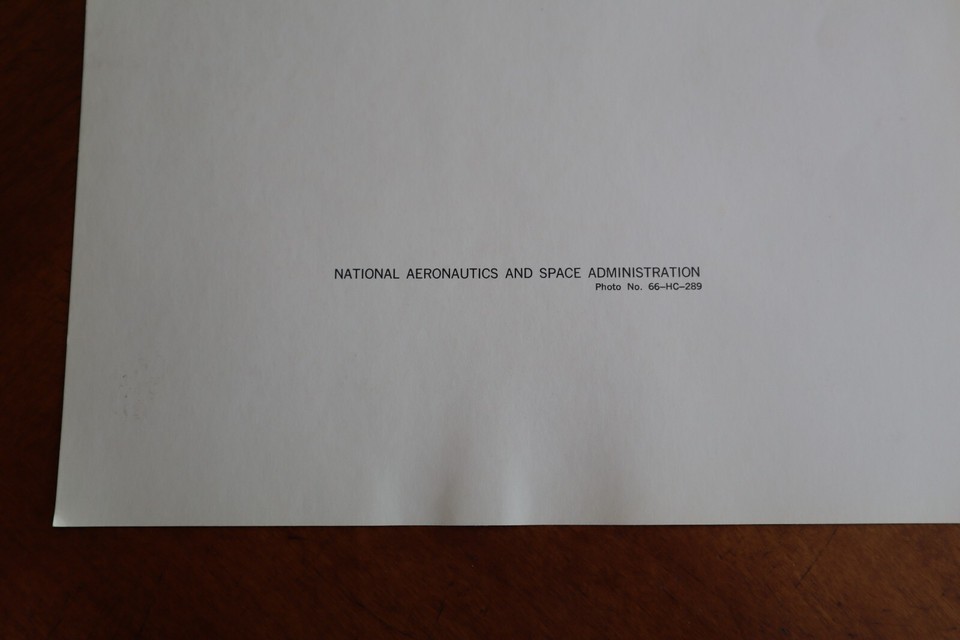 NATIONAL AERONAUTICS AND SPACE ADMINISTRATION
Photo No. 66–HC–289